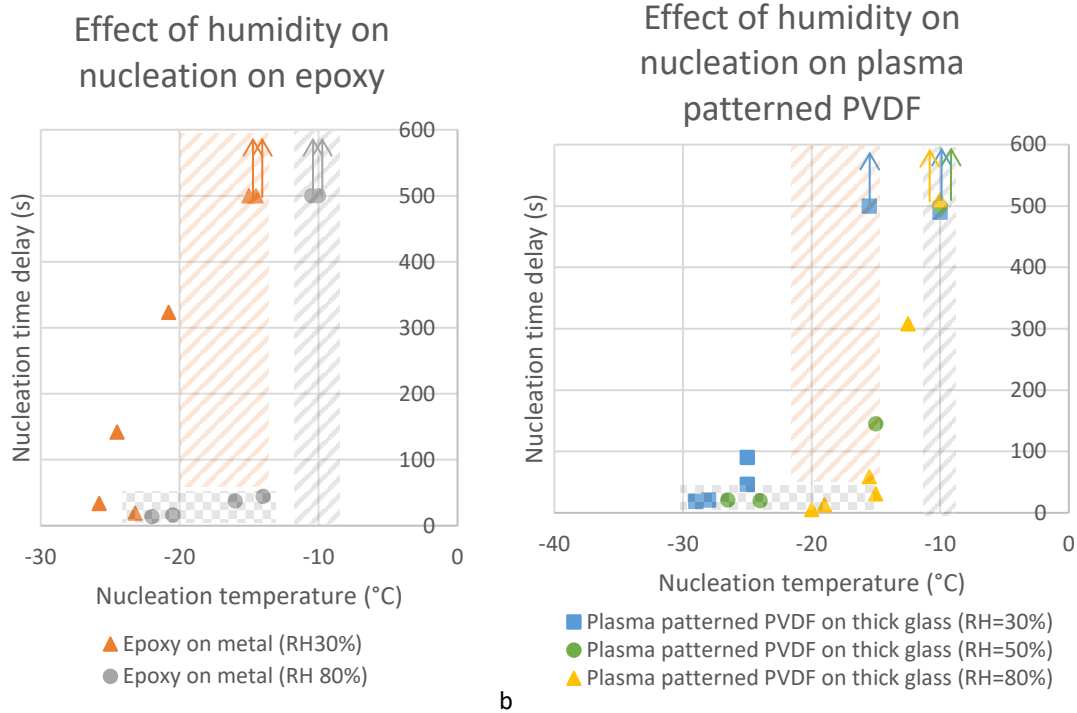 Effect of humidity on
nucleation on epoxy
Nucleation time delay (s)
600
500
400
300
200
100
0
-30
-20
-10
0
Nucleation temperature (°C)
Epoxy on metal (RH30%)
Epoxy on metal (RH 80%)
Effect of humidity on
nucleation on plasma
patterned PVDF
Nucleation time delay (s)
600
500
400
300
200
100
0
-40
-30
-20
-10
0
Nucleation temperature (°C)
Plasma patterned PVDF on thick glass (RH=30%)
Plasma patterned PVDF on thick glass (RH=50%)
Plasma patterned PVDF on thick glass (RH=80%)
b